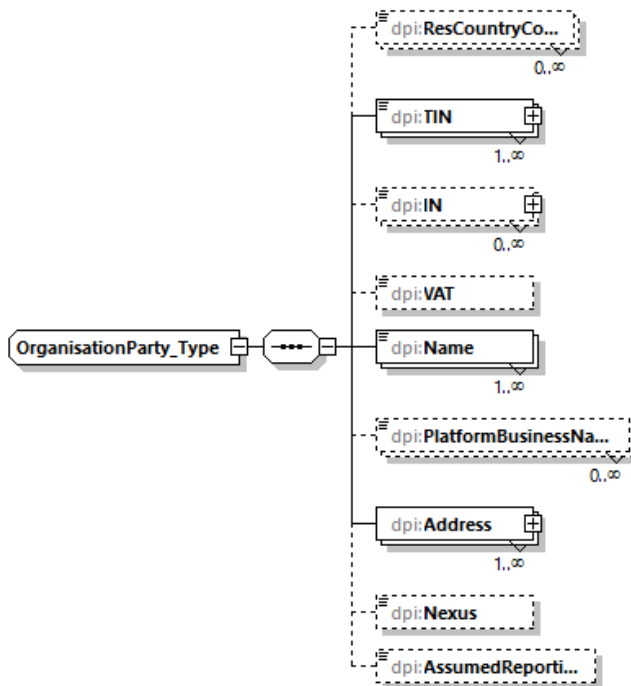 dpi:ResCountryCo...
0..∞
dpi:TIN
1..∞
dpi:IN
0..∞
dpi:VAT
OrganisationParty_Type
dpi:Name
1..∞
dpi:PlatformBusinessNa...
0..∞
dpi:Address
1..∞
dpi:Nexus
dpi:AssumedReporti...